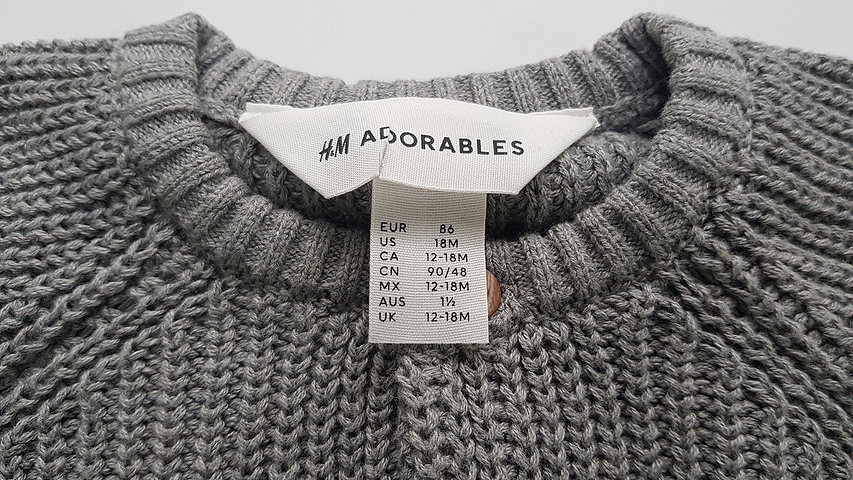 H&M ADORABLES
EUR 86
US 18M
CA 12-18M
CN 90/48
MX 12-18M
AUS 1½
UK 12-18M